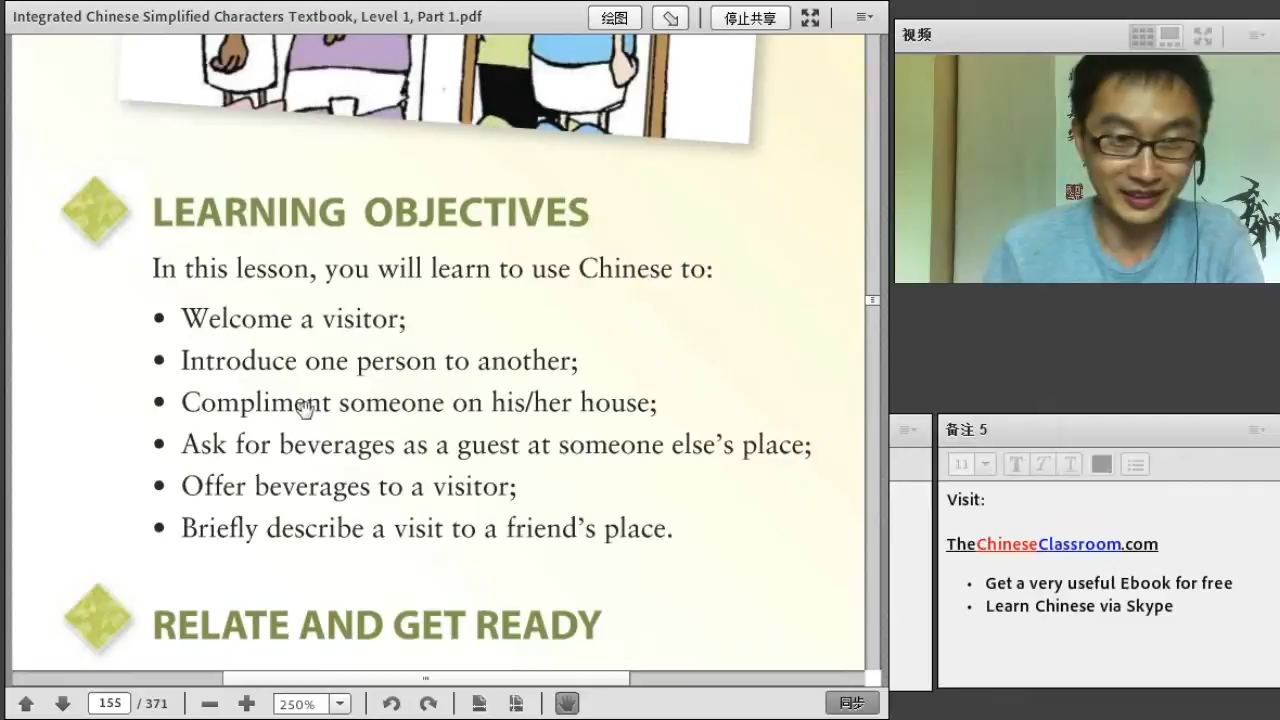 Integrated Chinese Simplified Characters Textbook, Level 1, Part 1.pdf
绘图
停止共享
视频
LEARNING OBJECTIVES
In this lesson, you will learn to use Chinese to:
• Welcome a visitor;
• Introduce one person to another;
• Compliment someone on his/her house;
• Ask for beverages as a guest at someone else's place;
• Offer beverages to a visitor;
• Briefly describe a visit to a friend's place.
RELATE AND GET READY
155 / 371
250%
同步
备注 5
11
T T T
Visit:
TheChineseClassroom.com
• Get a very useful Ebook for free
• Learn Chinese via Skype